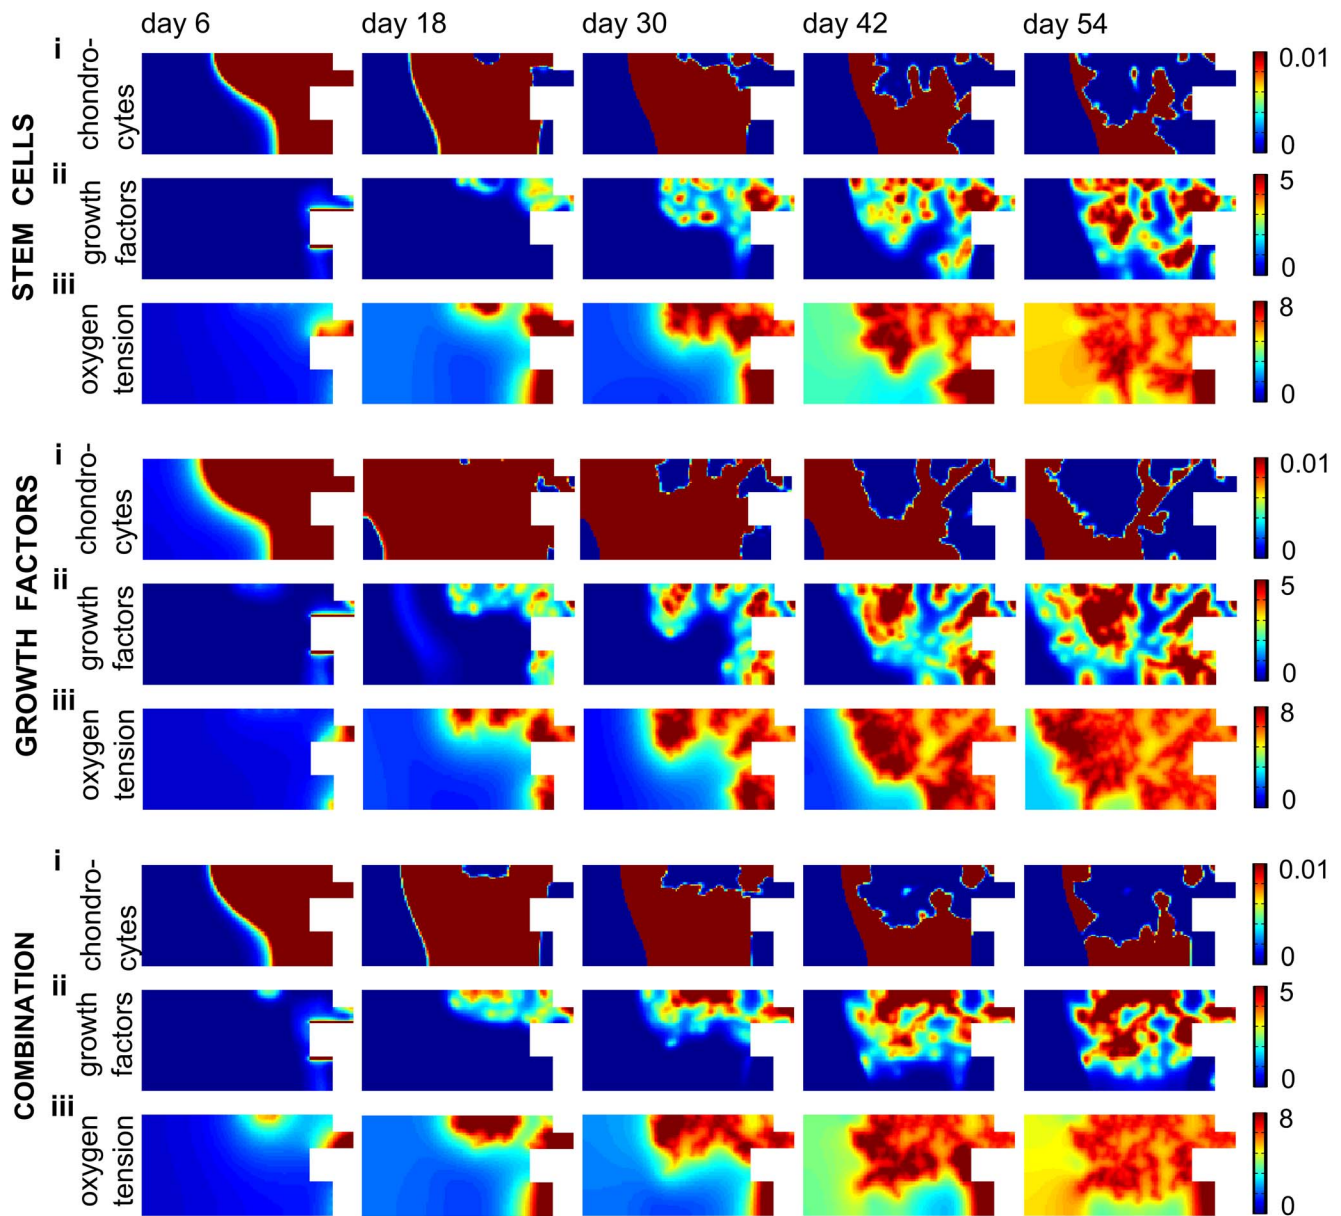 day 6 day 18 day 30 day 42 day 54
STEM CELLS
i
chondro-
cytes
0.01
0
ii
growth
factors
5
0
iii
oxygen
tension
8
0
GROWTH FACTORS
i
chondro-
cytes
0.01
0
ii
growth
factors
5
0
iii
oxygen
tension
8
0
COMBINATION
i
chondro-
cytes
0.01
0
ii
growth
factors
5
0
iii
oxygen
tension
8
0